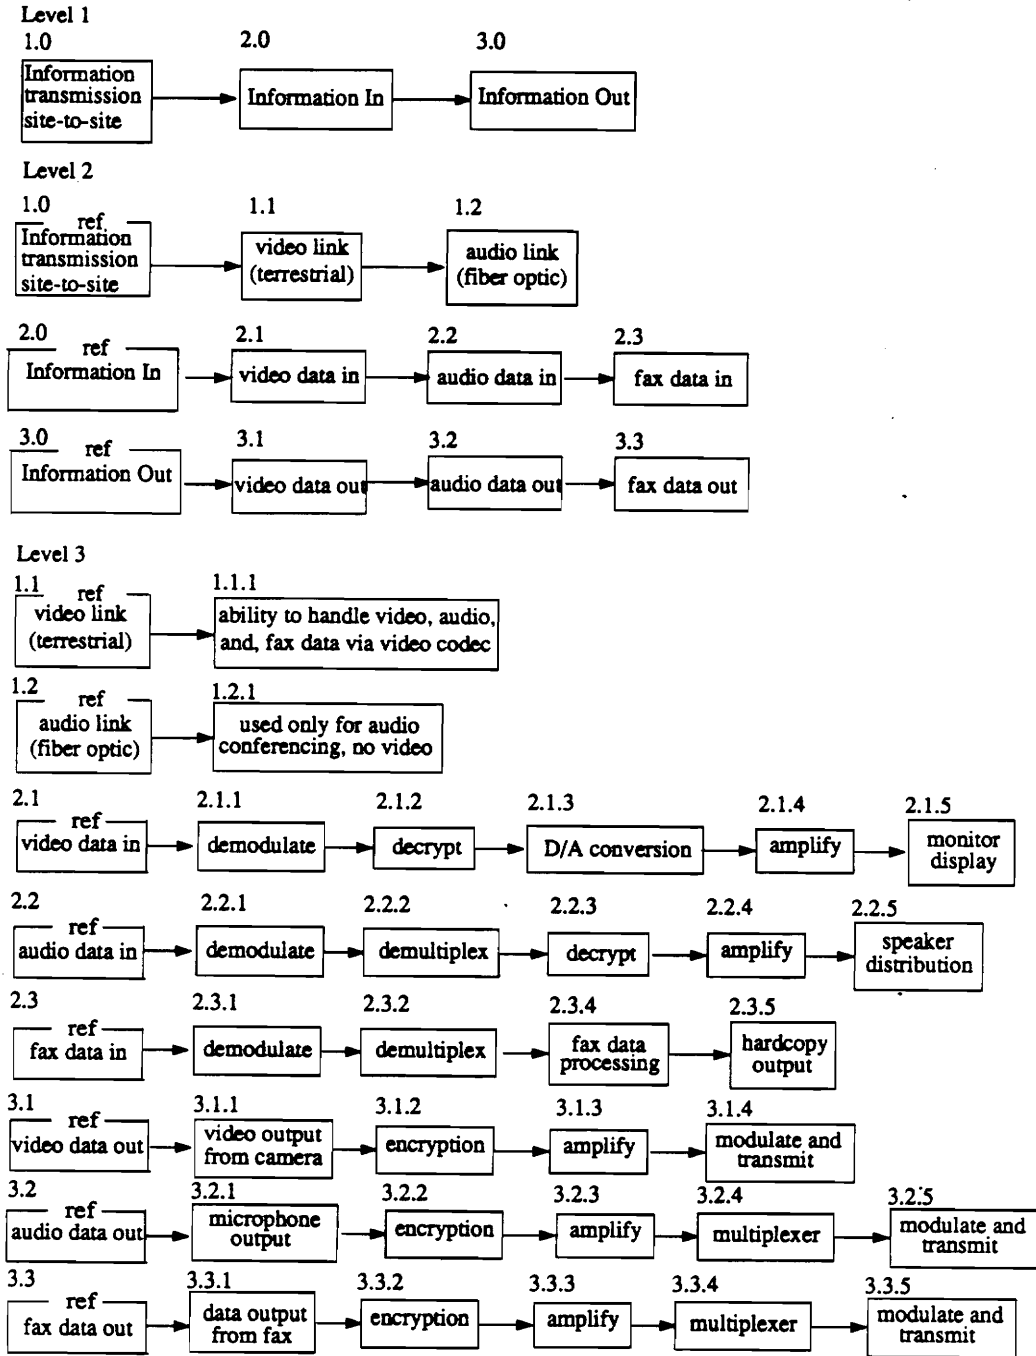 Level 1
1.0 2.0 3.0
Information
transmission
site-to-site
Information In
Information Out
Level 2
1.0 1.1 1.2
ref
Information
transmission
site-to-site
video link
(terrestrial)
audio link
(fiber optic)
2.0 2.1 2.2 2.3
ref
Information In
video data in
audio data in
fax data in
3.0 3.1 3.2 3.3
ref
Information Out
video data out
audio data out
fax data out
Level 3
1.1 1.1.1
ref
video link
(terrestrial)
ability to handle video, audio,
and, fax data via video codec
1.2 1.2.1
ref
audio link
(fiber optic)
used only for audio
conferencing, no video
2.1 2.1.1 2.1.2 2.1.3 2.1.4 2.1.5
ref
video data in
demodulate
decrypt
D/A conversion
amplify
monitor
display
2.2 2.2.1 2.2.2 2.2.3 2.2.4 2.2.5
ref
audio data in
demodulate
demultiplex
decrypt
amplify
speaker
distribution
2.3 2.3.1 2.3.2 2.3.4 2.3.5
ref
fax data in
demodulate
demultiplex
fax data
processing
hardcopy
output
3.1 3.1.1 3.1.2 3.1.3 3.1.4
ref
video data out
video output
from camera
encryption
amplify
modulate and
transmit
3.2 3.2.1 3.2.2 3.2.3 3.2.4 3.2.5
ref
audio data out
microphone
output
encryption
amplify
multiplexer
modulate and
transmit
3.3 3.3.1 3.3.2 3.3.3 3.3.4 3.3.5
ref
fax data out
data output
from fax
encryption
amplify
multiplexer
modulate and
transmit